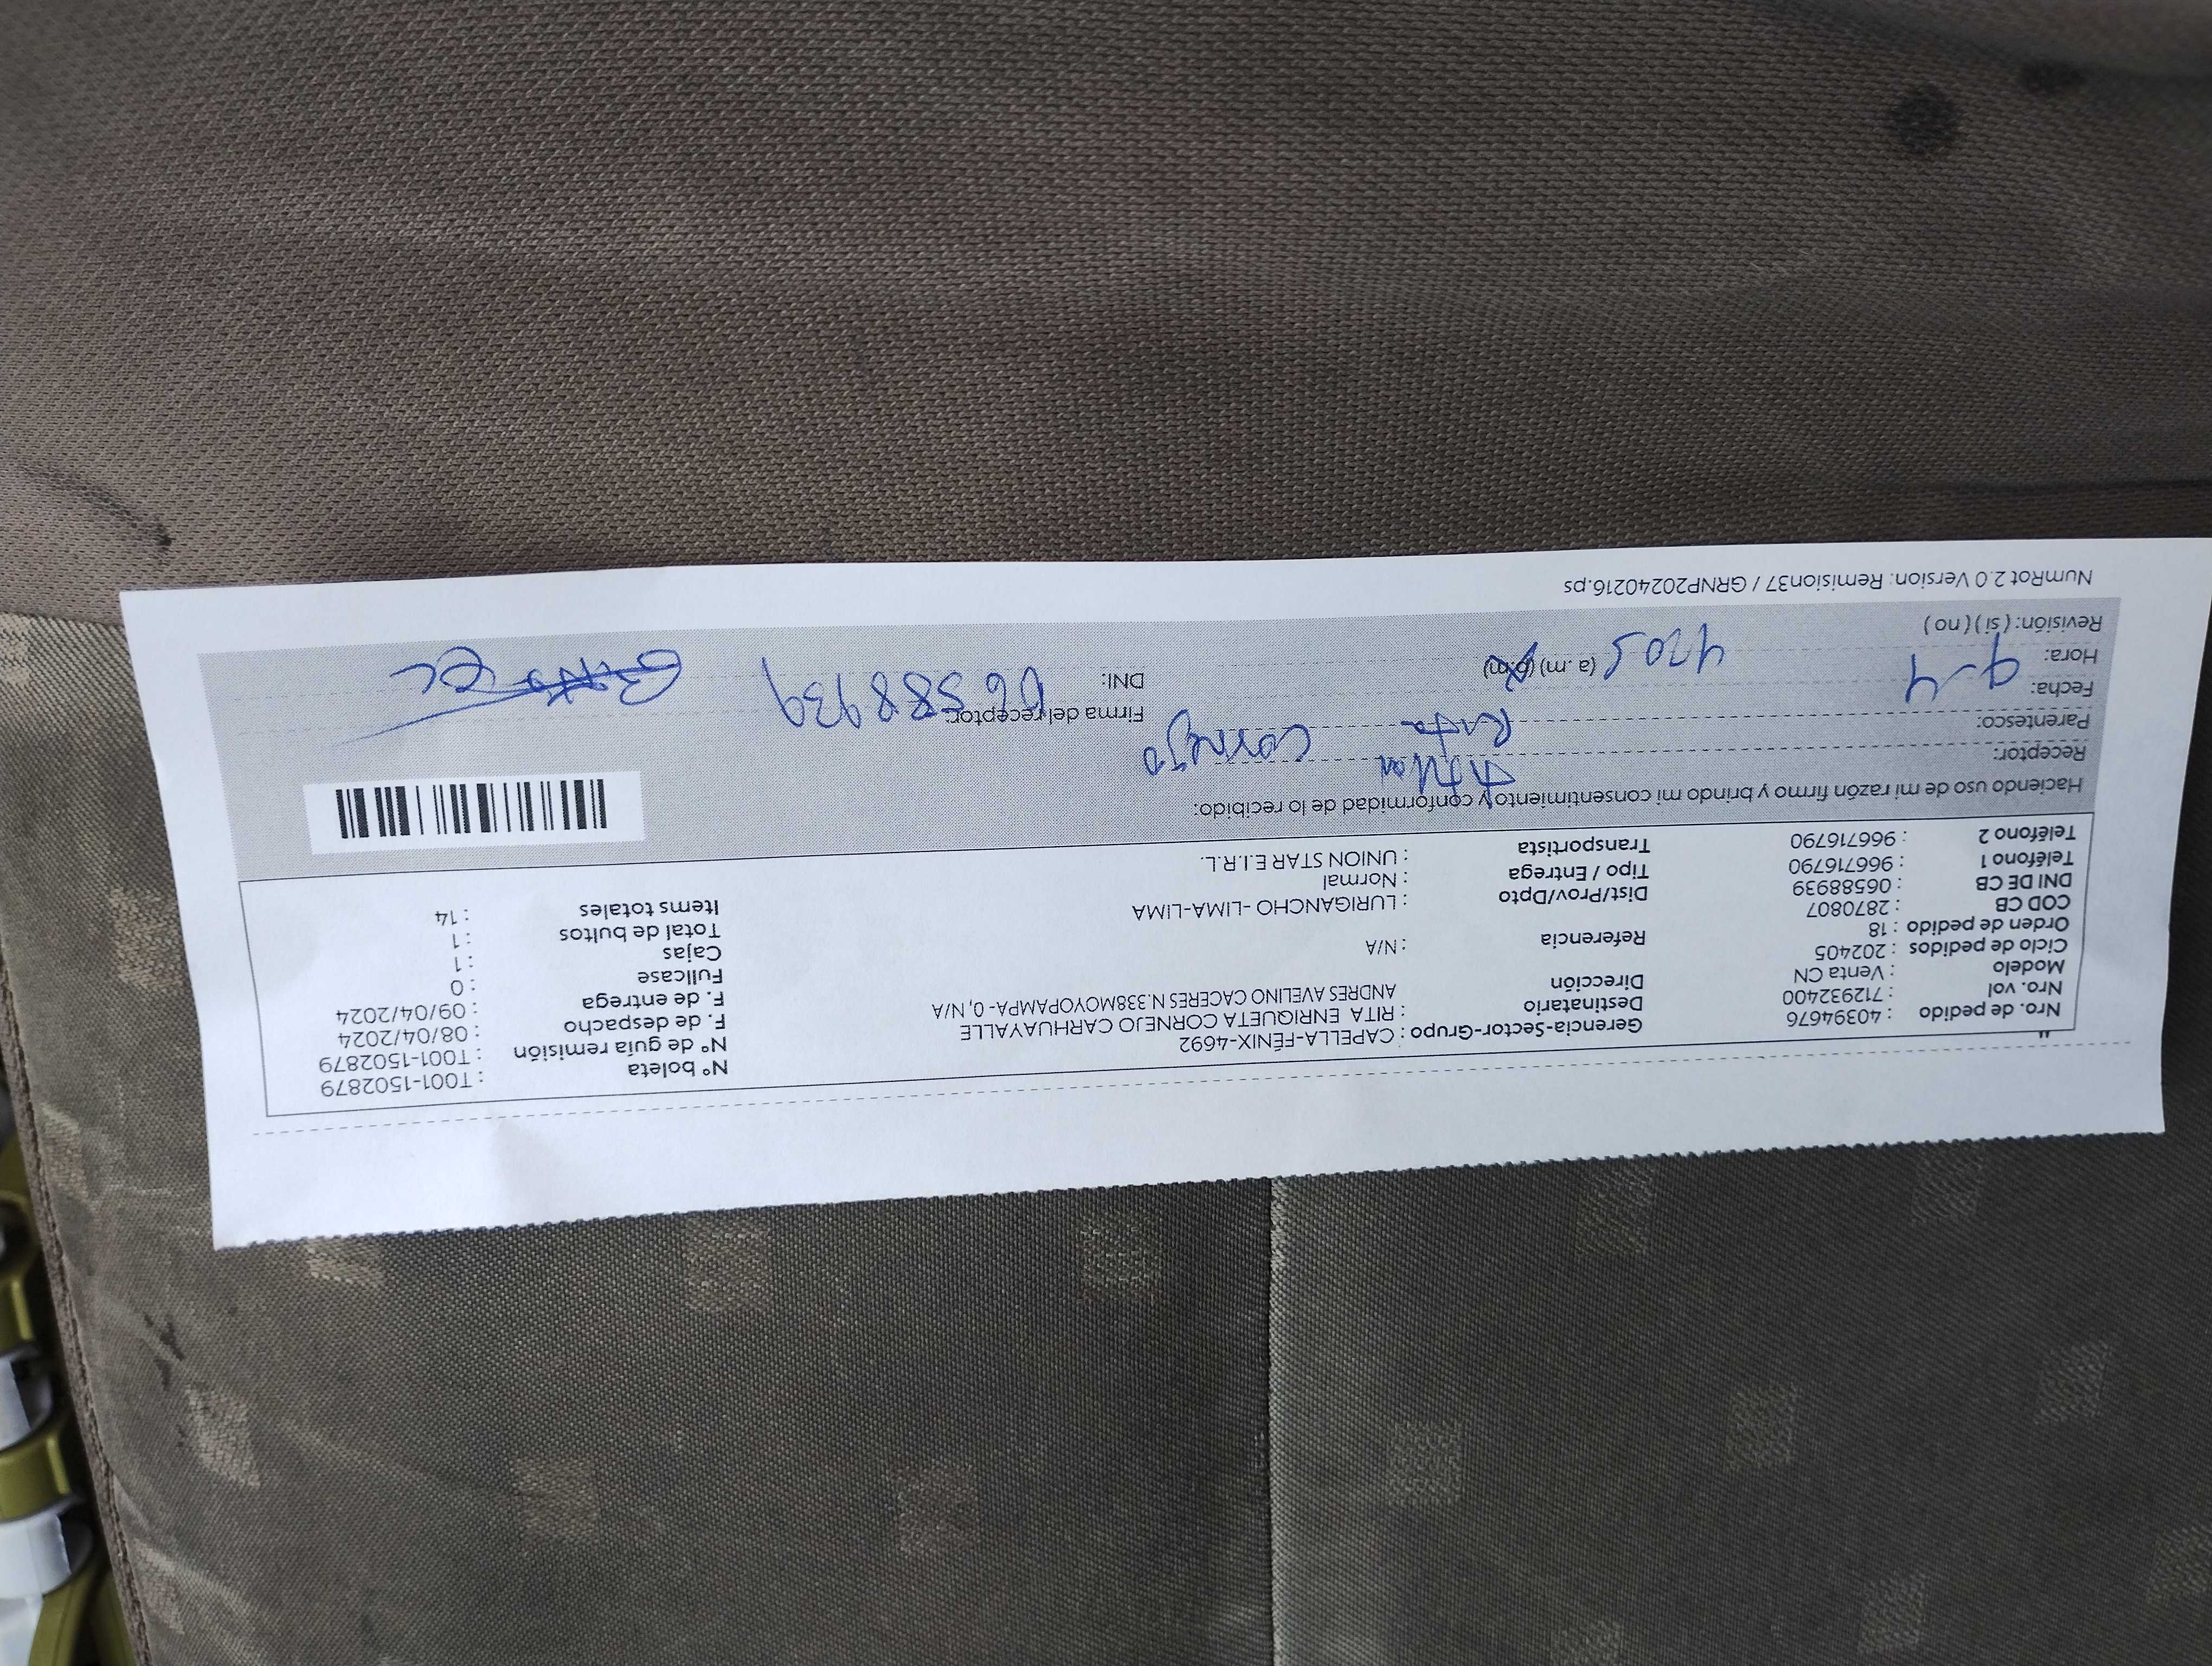 Nro. de pedido : 40394676 Gerencia-Sector-Grupo : CAPELLA-FÉNIX-4692 N° boleta : T001-1502879
Nro. vol : 712932400 Destinatario : RITA ENRIQUETA CORNEJO CARHUAYALLE N° de guía remisión : T001-1502879
Modelo : Venta CN Dirección ANDRES AVELINO CACERES N.338MOYOPAMPA- 0, N/A F. de despacho : 08/04/2024
Ciclo de pedidos : 202405 F. de entrega : 09/04/2024
Orden de pedido : 18 Referencia : N/A Fullcase : 0
COD CB : 2870807 Cajas : 1
DNI DE CB : 06588939 Dist/Prov/Dpto : LURIGANCHO -LIMA-LIMA Total de bultos : 1
Teléfono 1 : 966716790 Tipo / Entrega : Normal Items totales : 14
Teléfono 2 : 966716790 Transportista : UNION STAR E.I.R.L.
Haciendo uso de mi razón firmo y brindo mi consentimiento y conformidad de lo recibido:
Receptor:
Parentesco: Rita Cornejo
Fecha: 9-4 Firma del receptor:
Hora: (a. m) (p.m) DNI: 06588939
Revisión: ( si ) ( no )
NumRot 2.0 Version: Remision37 / GRNP20240216.ps